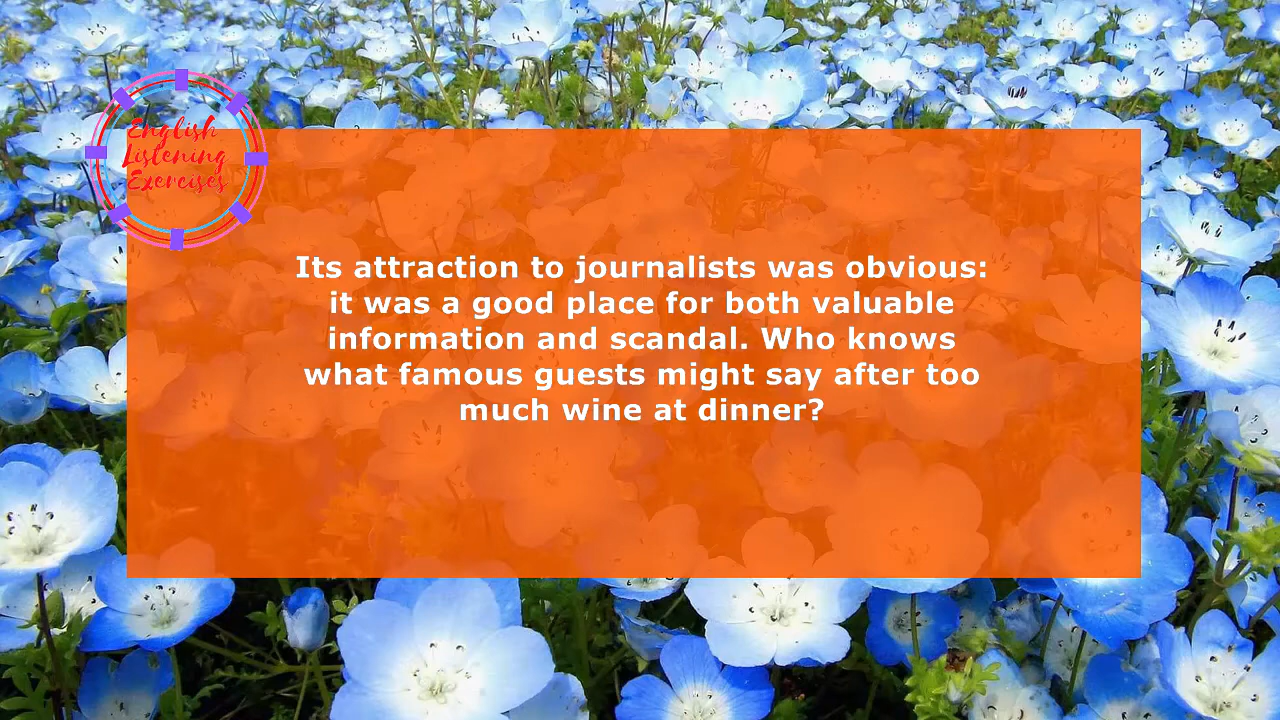 English
Listening
Exercises
Its attraction to journalists was obvious:
it was a good place for both valuable
information and scandal. Who knows
what famous guests might say after too
much wine at dinner?